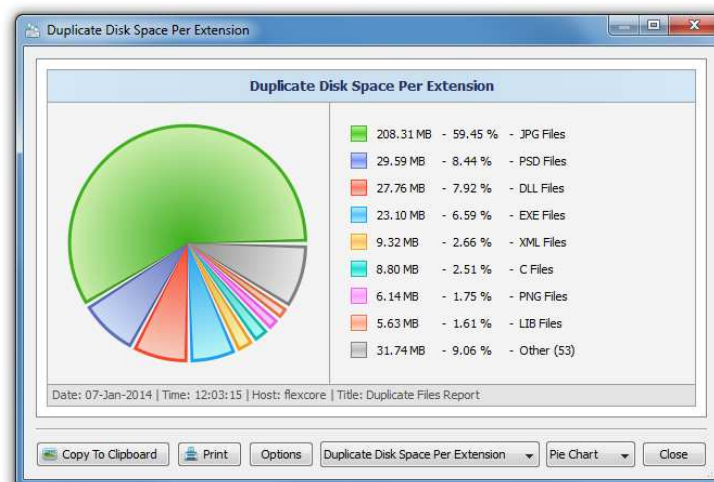 Duplicate Disk Space Per Extension
Duplicate Disk Space Per Extension
208.31 MB - 59.45 % - JPG Files
29.59 MB - 8.44 % - PSD Files
27.76 MB - 7.92 % - DLL Files
23.10 MB - 6.59 % - EXE Files
9.32 MB - 2.66 % - XML Files
8.80 MB - 2.51 % - C Files
6.14 MB - 1.75 % - PNG Files
5.63 MB - 1.61 % - LIB Files
31.74 MB - 9.06 % - Other (53)
Date: 07-Jan-2014 | Time: 12:03:15 | Host: flexcore | Title: Duplicate Files Report
Copy To Clipboard Print Options Duplicate Disk Space Per Extension Pie Chart Close